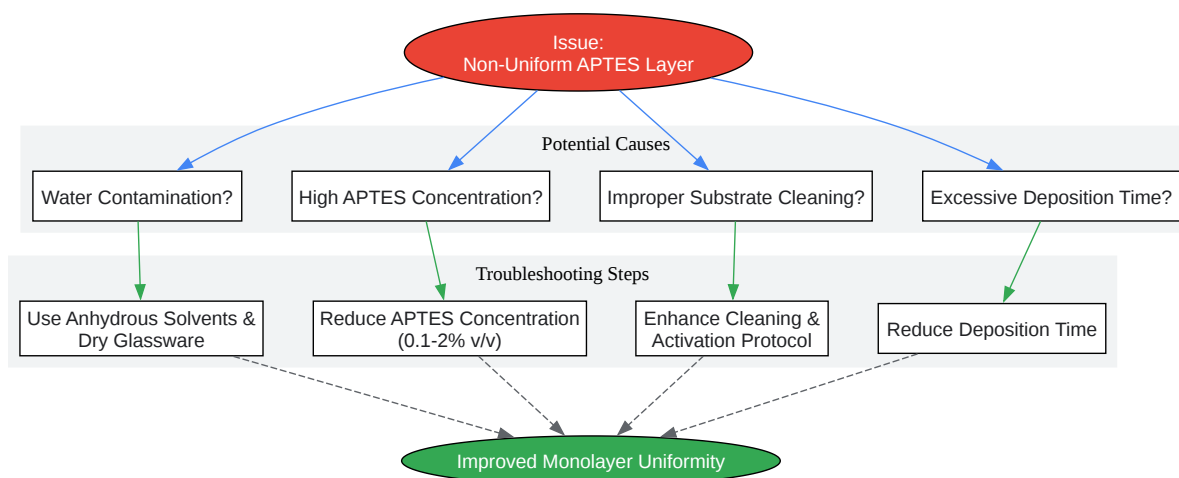 Issue:
Non-Uniform APTES Layer
Potential Causes
Water Contamination?
High APTES Concentration?
Improper Substrate Cleaning?
Excessive Deposition Time?
Troubleshooting Steps
Use Anhydrous Solvents &
Dry Glassware
Reduce APTES Concentration
(0.1-2% v/v)
Enhance Cleaning &
Activation Protocol
Reduce Deposition Time
Improved Monolayer Uniformity